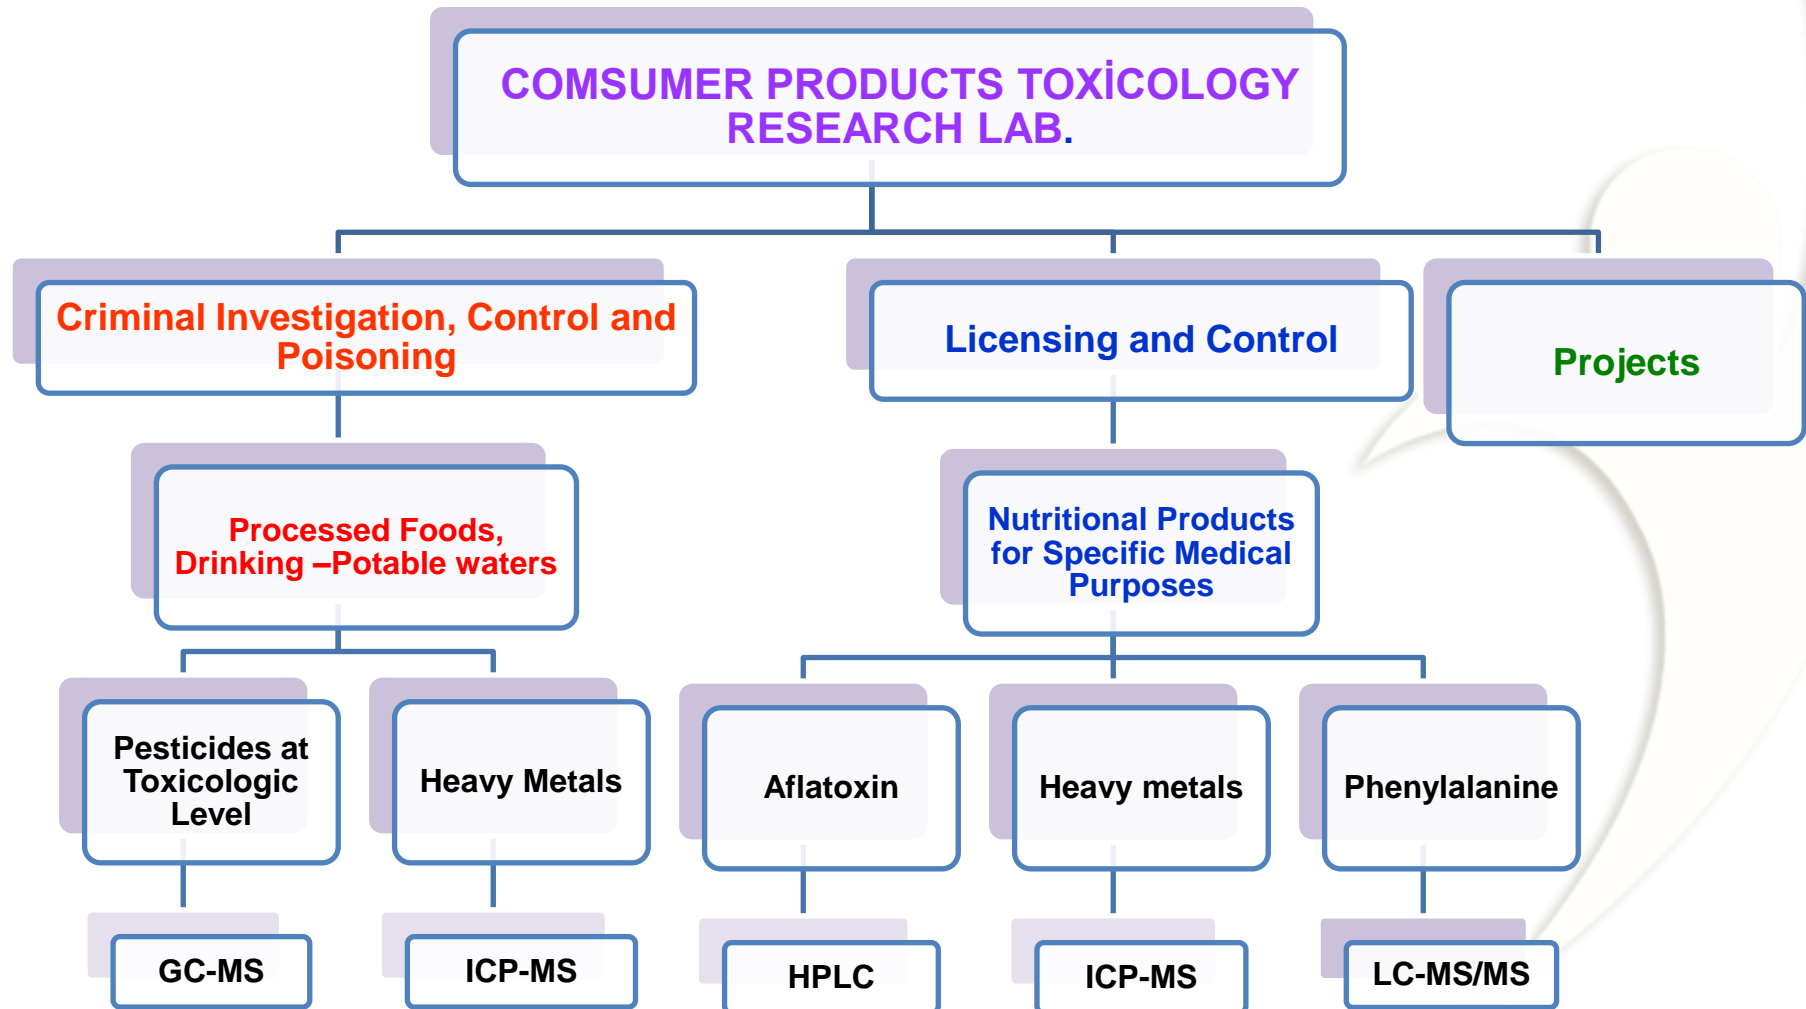 COMSUMER PRODUCTS TOXİCOLOGY
RESEARCH LAB.
Criminal Investigation, Control and
Poisoning
Licensing and Control
Projects
Processed Foods,
Drinking –Potable waters
Nutritional Products
for Specific Medical
Purposes
Pesticides at
Toxicologic
Level
Heavy Metals
Aflatoxin
Heavy metals
Phenylalanine
GC-MS
ICP-MS
HPLC
ICP-MS
LC-MS/MS